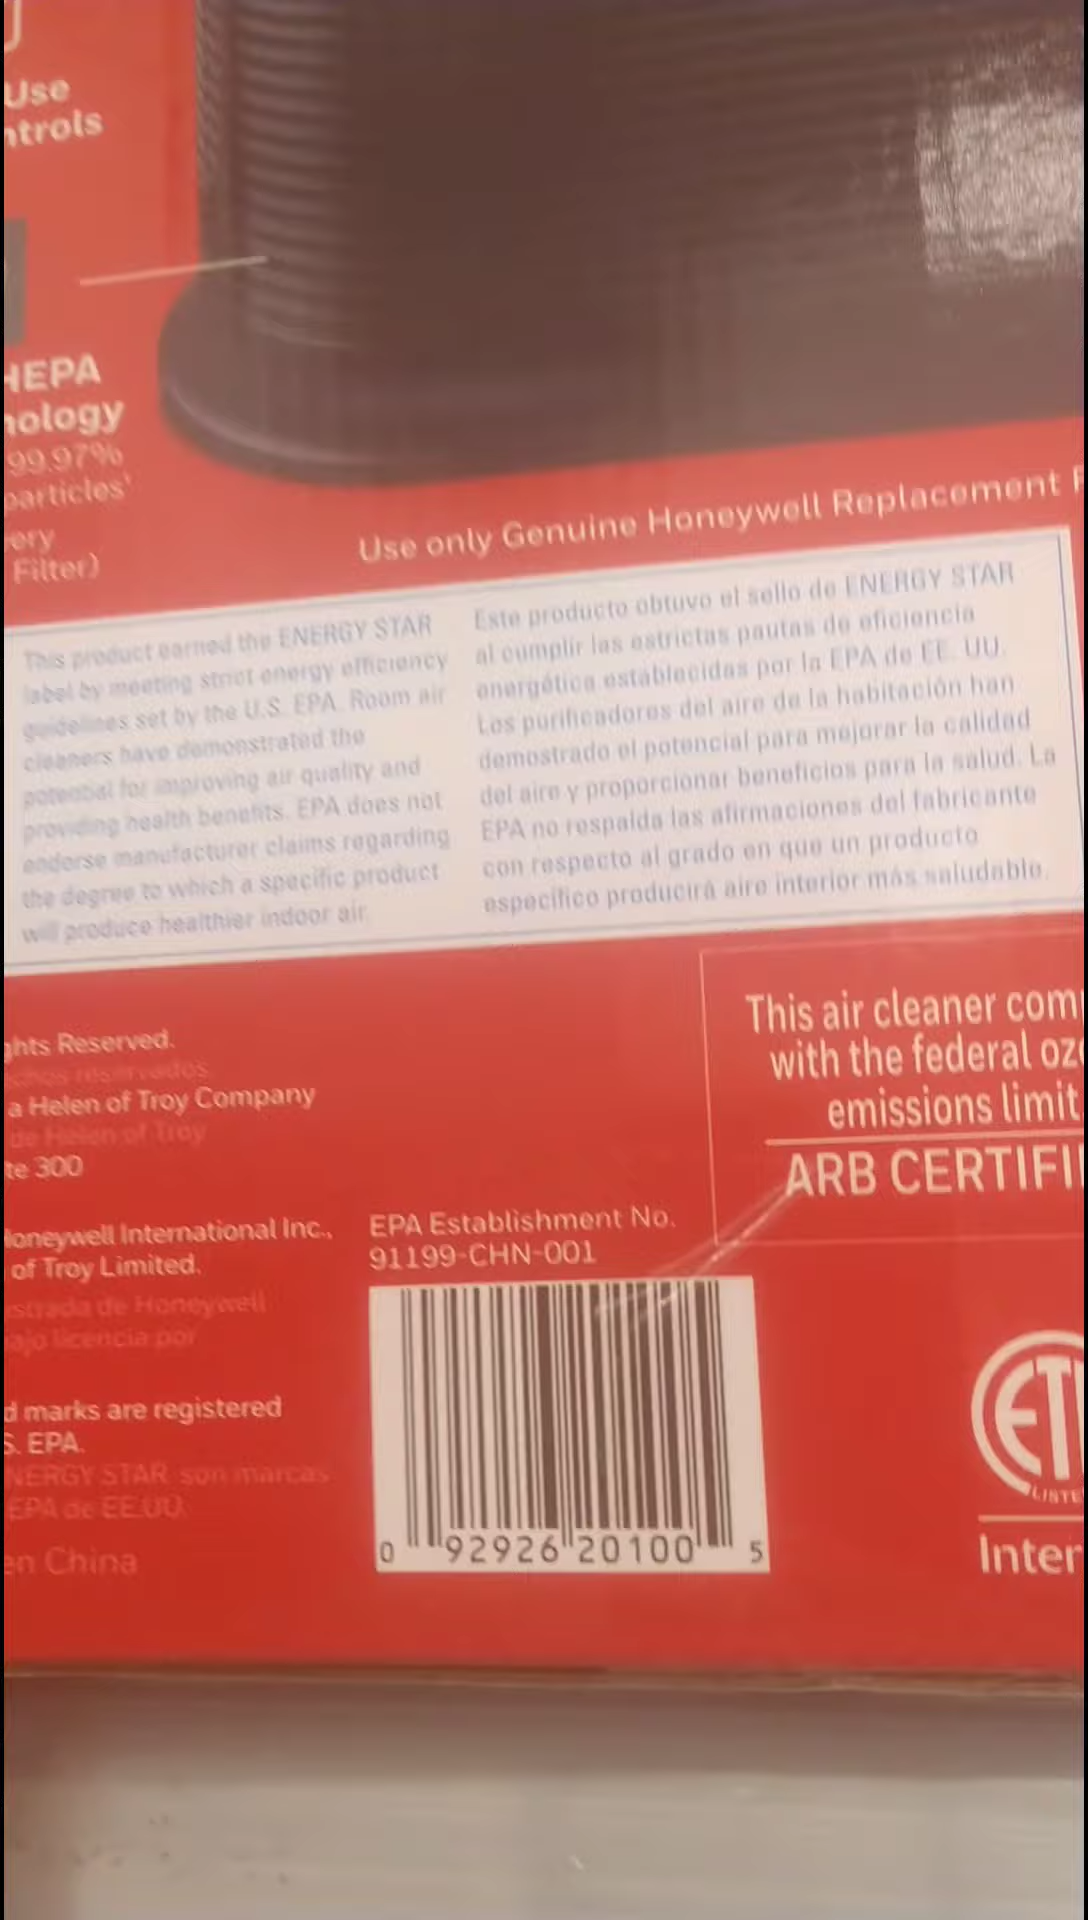 Use
ntrols
HEPA
nology
99.97%
particles
ery
Filter)
Use only Genuine Honeywell Replacement F
This product earned the ENERGY STAR
label by meeting strict energy efficiency
guidelines set by the U.S. EPA. Room air
cleaners have demonstrated the
potential for improving air quality and
providing health benefits. EPA does not
endorse manufacturer claims regarding
the degree to which a specific product
will produce healthier indoor air.
Este producto obtuvo el sello de ENERGY STAR
al cumplir las estrictas pautas de eficiencia
energética establecidas por la EPA de EE. UU.
Los purificadores del aire de la habitación han
demostrado el potencial para mejorar la calidad
del aire y proporcionar beneficios para la salud. La
EPA no respalda las afirmaciones del fabricante
con respecto al grado en que un producto
específico producirá aire interior más saludable.
ghts Reserved.
chos reservados.
a Helen of Troy Company
de Helen of Troy
te 300
Honeywell International Inc.,
of Troy Limited.
strada de Honeywell
bajo licencia por
d marks are registered
S. EPA.
NERGY STAR son marcas
EPA de EE.UU.
en China
EPA Establishment No.
91199-CHN-001
0 92926 20100 5
This air cleaner com
with the federal oz
emissions limit
ARB CERTIFI
ETL
LISTE
Inter